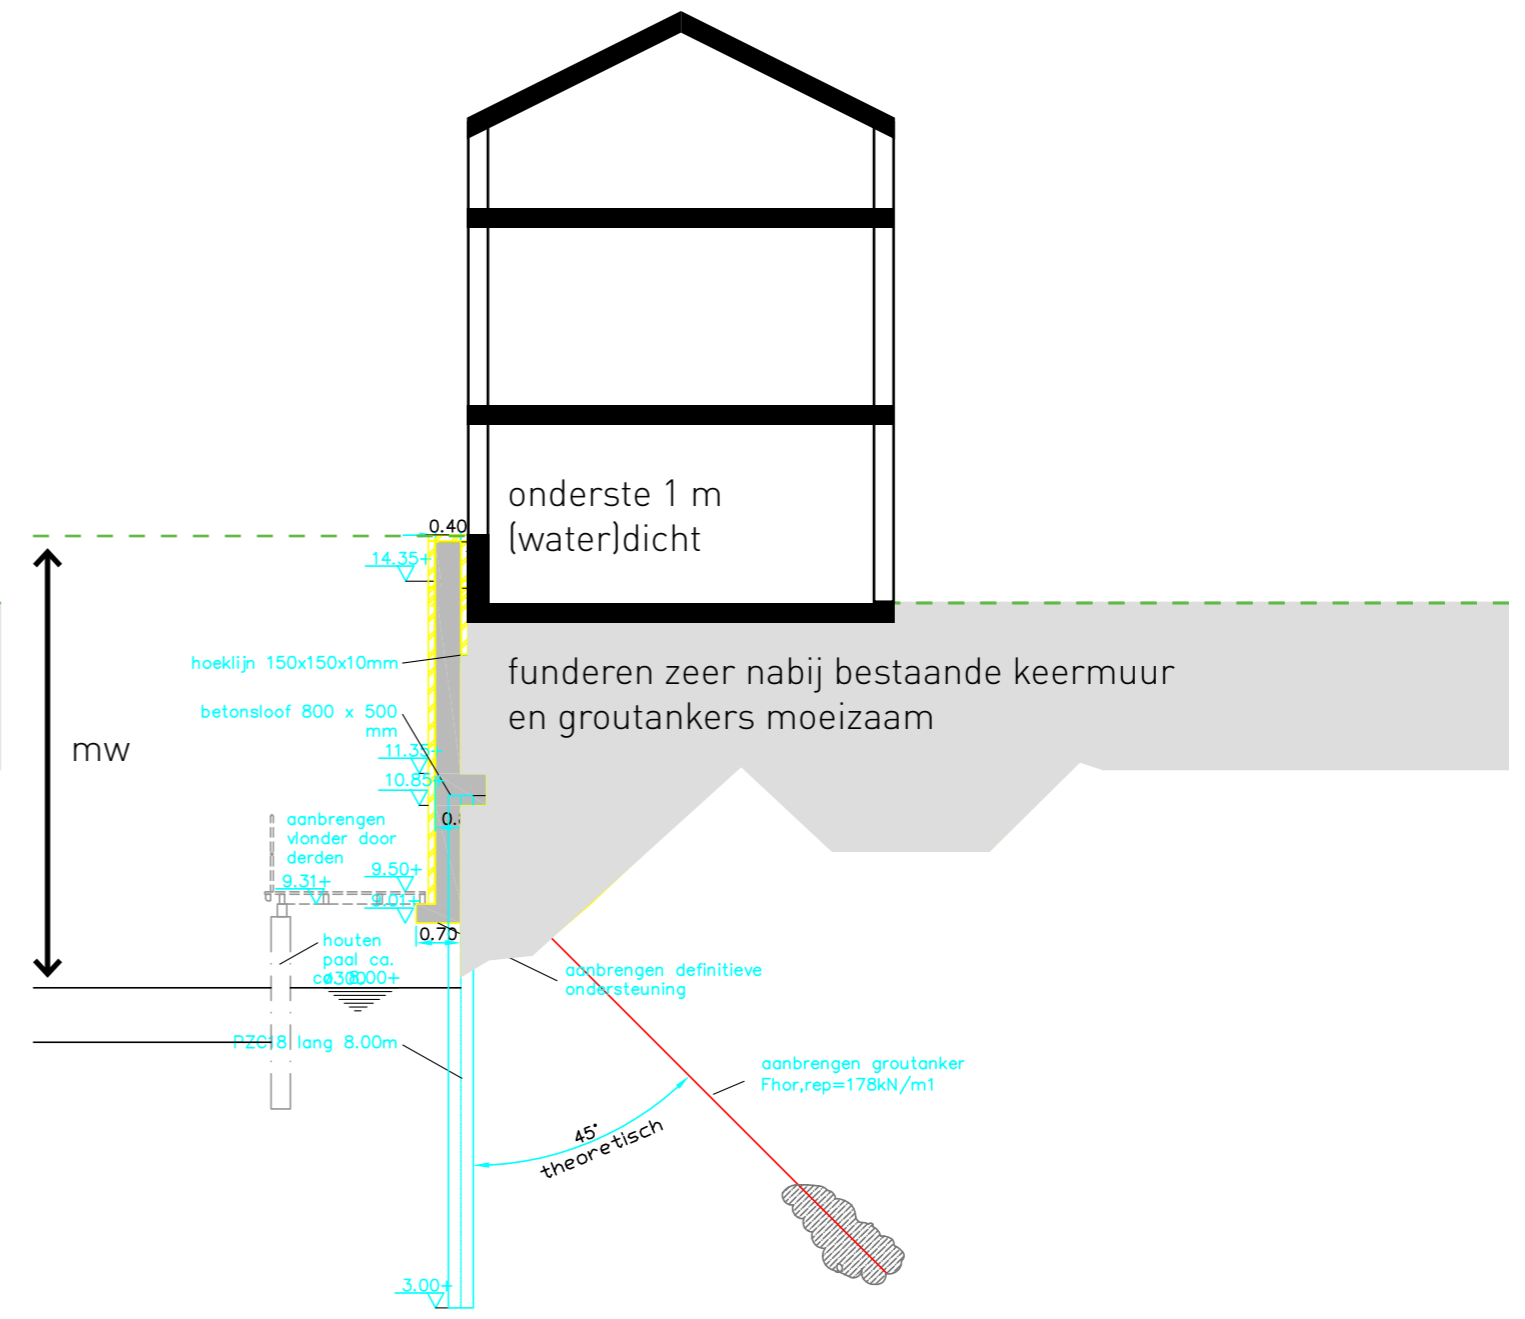 onderste 1 m
(water)dicht
0.40
14.35+
hoeklijn 150x150x10mm
funderen zeer nabij bestaande keermuur
en groutankers moeizaam
betonsloof 800 x 500
mm
mw
11.35+
10.85+
aanbrengen
vlonder door
derden
9.50+
9.31+
9.01+
0.70
houten
paal ca.
aanbrengen definitieve
ondersteuning
PZC18 lang 8.00m
aanbrengen groutanker
Fhor,rep=178kN/m1
45°
theoretisch
3.00+